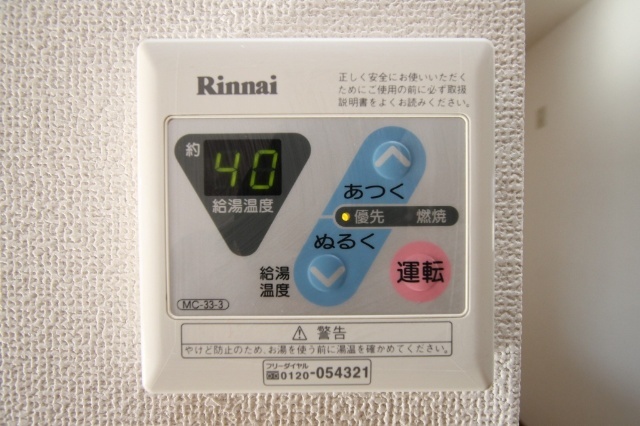 Rinnai
正しく安全にお使いいただく
ためにご使用の前に必ず取扱
説明書をよくお読みください。
約
40
給湯温度
あつく
優先 燃焼
ぬるく
給湯
温度
運転
MC-33-3
⚠ 警告
やけど防止のため、お湯を使う前に湯温を確かめてください。
フリーダイヤル
0120-054321